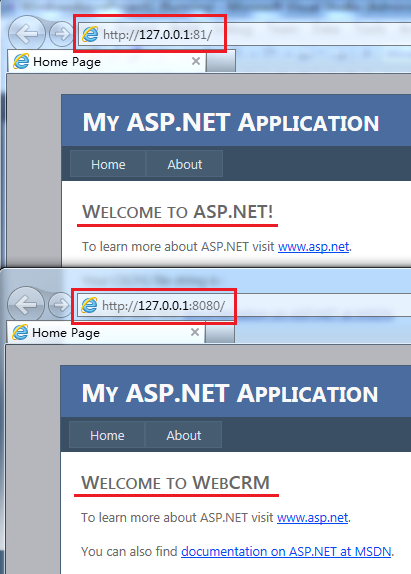 http://127.0.0.1:81/
Home Page
MY ASP.NET APPLICATION
Home About
WELCOME TO ASP.NET!
To learn more about ASP.NET visit www.asp.net.
http://127.0.0.1:8080/
Home Page
MY ASP.NET APPLICATION
Home About
WELCOME TO WEBCRM
To learn more about ASP.NET visit www.asp.net.
You can also find documentation on ASP.NET at MSDN.